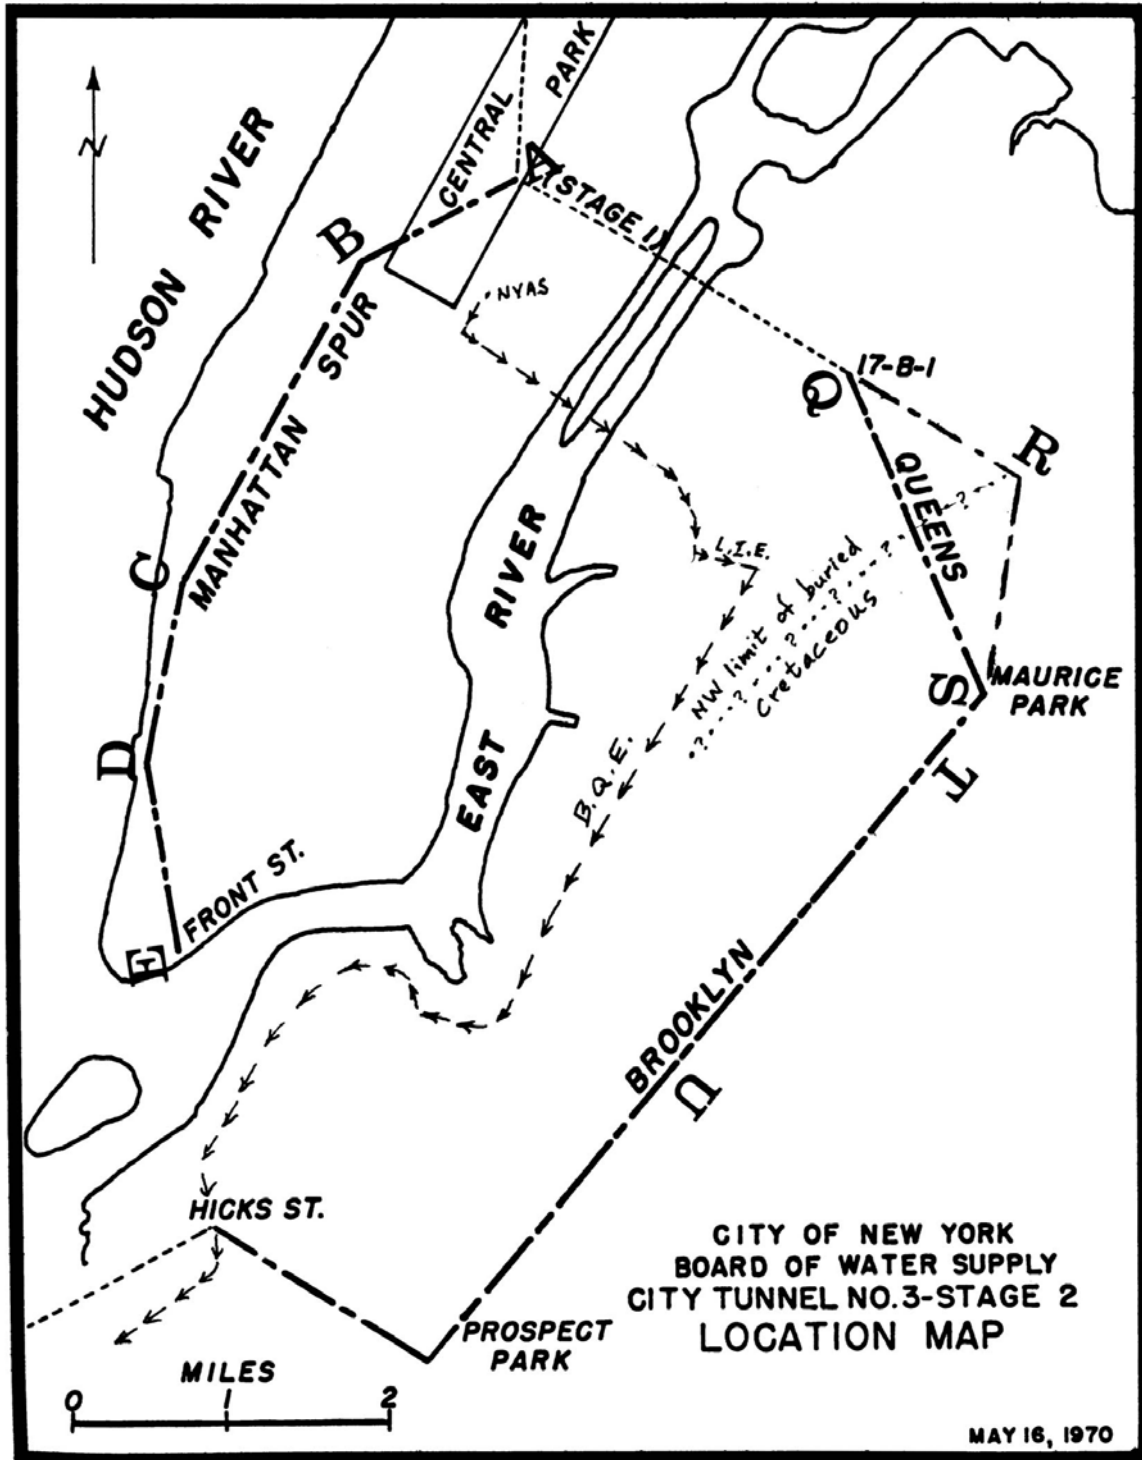 PARK
CENTRAL
N
HUDSON RIVER
A
(STAGE 1)
B
NYAS
MANHATTAN SPUR
17-B-1
Q
R
QUEENS
RIVER
EAST
C
L.I.E.
NW limit of buried
?---?---?---?---?---?
Cretaceous
D
S
MAURICE
PARK
T
B.Q.E.
FRONT ST.
E
BROOKLYN
U
HICKS ST.
CITY OF NEW YORK
BOARD OF WATER SUPPLY
CITY TUNNEL NO.3-STAGE 2
LOCATION MAP
PROSPECT
PARK
MILES
0 1 2
MAY 16, 1970